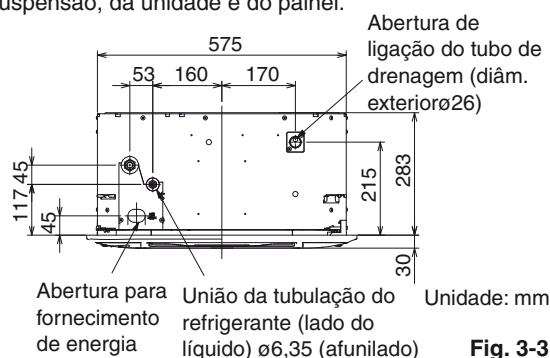 uspensão, da unidade e do painel.
Abertura de
ligação do tubo de
drenagem (diâm.
exteriorø26)
575
53 160 170
45
117
45
215
283
30
Abertura para
fornecimento
de energia
União da tubulação do
refrigerante (lado do
líquido) ø6,35 (afunilado)
Unidade: mm
Fig. 3-3